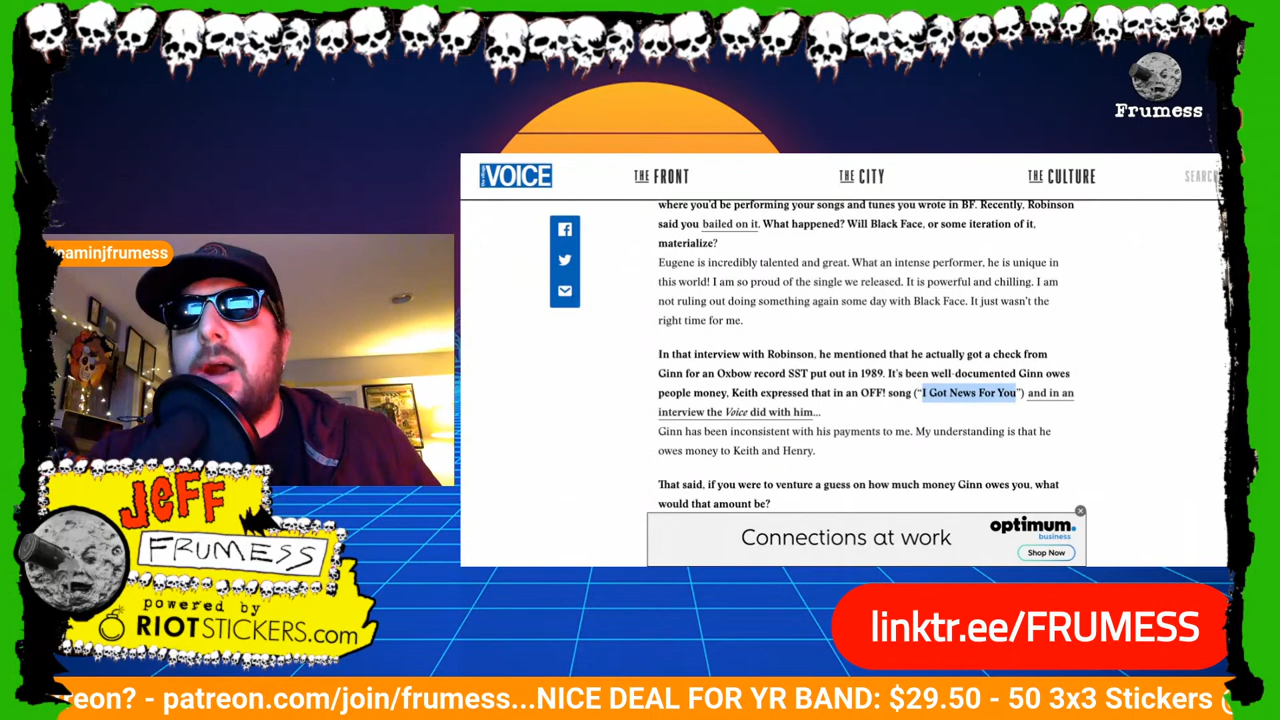 Frumess
the village VOICE
THE FRONT
THE CITY
THE CULTURE
SEARC
where you'd be performing your songs and tunes you wrote in BF. Recently, Robinson
said you bailed on it. What happened? Will Black Face, or some iteration of it,
materialize?
Eugene is incredibly talented and great. What an intense performer, he is unique in
this world! I am so proud of the single we released. It is powerful and chilling. I am
not ruling out doing something again some day with Black Face. It just wasn't the
right time for me.
In that interview with Robinson, he mentioned that he actually got a check from
Ginn for an Oxbow record SST put out in 1989. It's been well-documented Ginn owes
people money, Keith expressed that in an OFF! song (“I Got News For You”) and in an
interview the Voice did with him...
Ginn has been inconsistent with his payments to me. My understanding is that he
owes money to Keith and Henry.
That said, if you were to venture a guess on how much money Ginn owes you, what
would that amount be?
Connections at work
optimum.
business
Shop Now
eaminjfrumess
JEFF
FRUMESS
powered by
RIOTSTICKERS.com
linktr.ee/FRUMESS
reon? - patreon.com/join/frumess...NICE DEAL FOR YR BAND: $29.50 - 50 3x3 Stickers